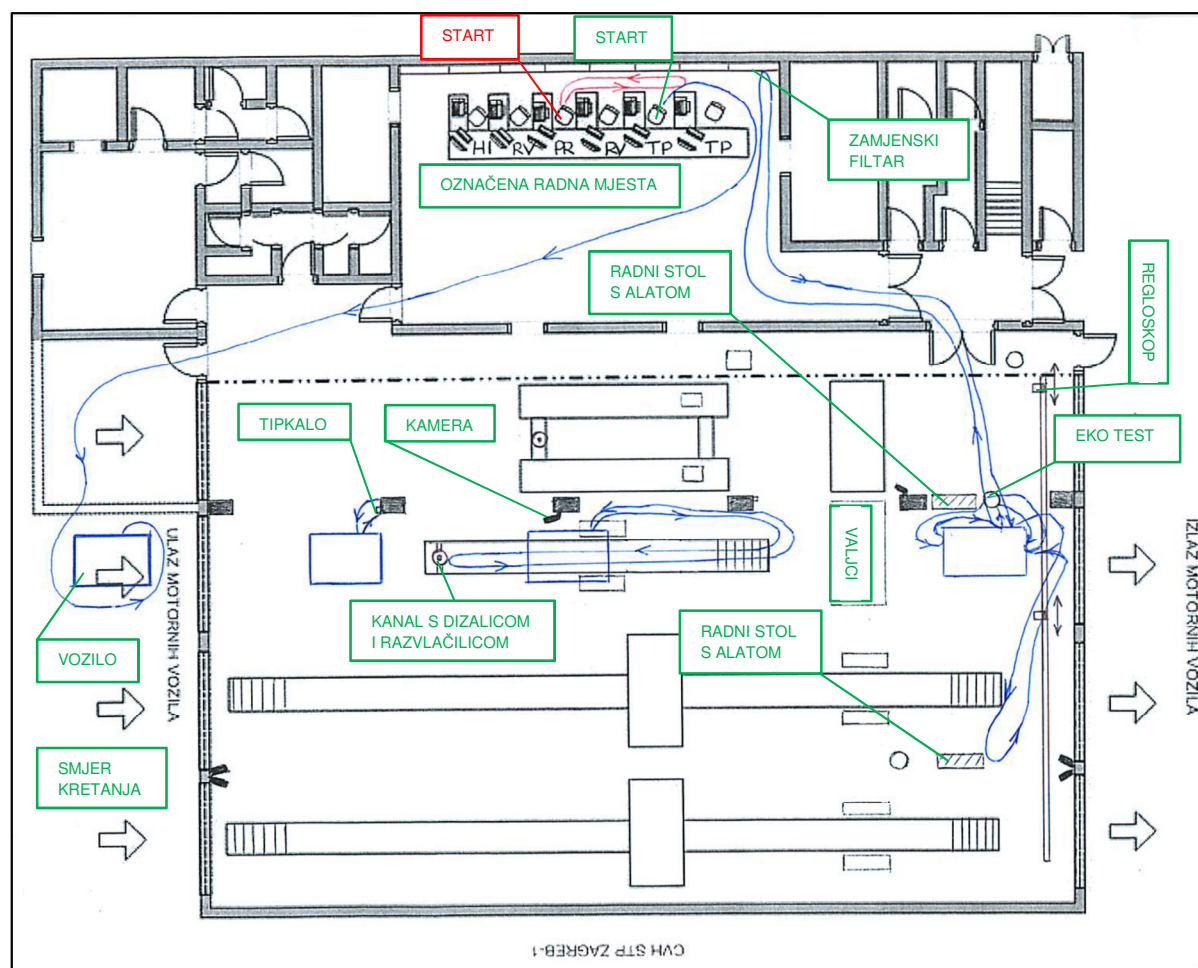 START
START
ZAMJENSKI
FILTAR
HI RV PR RV TP TP
OZNAČENA RADNA MJESTA
RADNI STOL
S ALATOM
REGLOSKOP
TIPKALO
KAMERA
EKO TEST
VALJCI
ULAZ MOTORNIH VOZILA
IZLAZ MOTORNIH VOZILA
KANAL S DIZALICOM
I RAZVLAČILICOM
RADNI STOL
S ALATOM
VOZILO
SMJER
KRETANJA
CVH STP ZAGREB-1